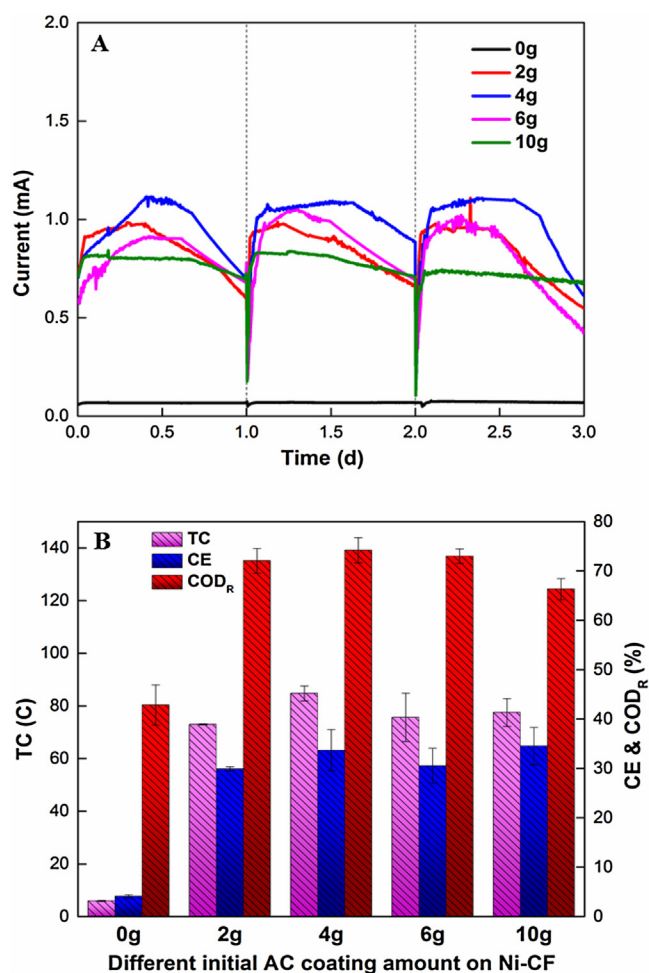 A
2.0
1.5
1.0
0.5
0.0
Current (mA)
0g
2g
4g
6g
10g
0.0 0.5 1.0 1.5 2.0 2.5 3.0
Time (d)
B
TC
CE
COD_R
140
120
100
80
60
40
20
0
TC (C)
80
70
60
50
40
30
20
10
0
CE & COD_R (%)
0g 2g 4g 6g 10g
Different initial AC coating amount on Ni-CF